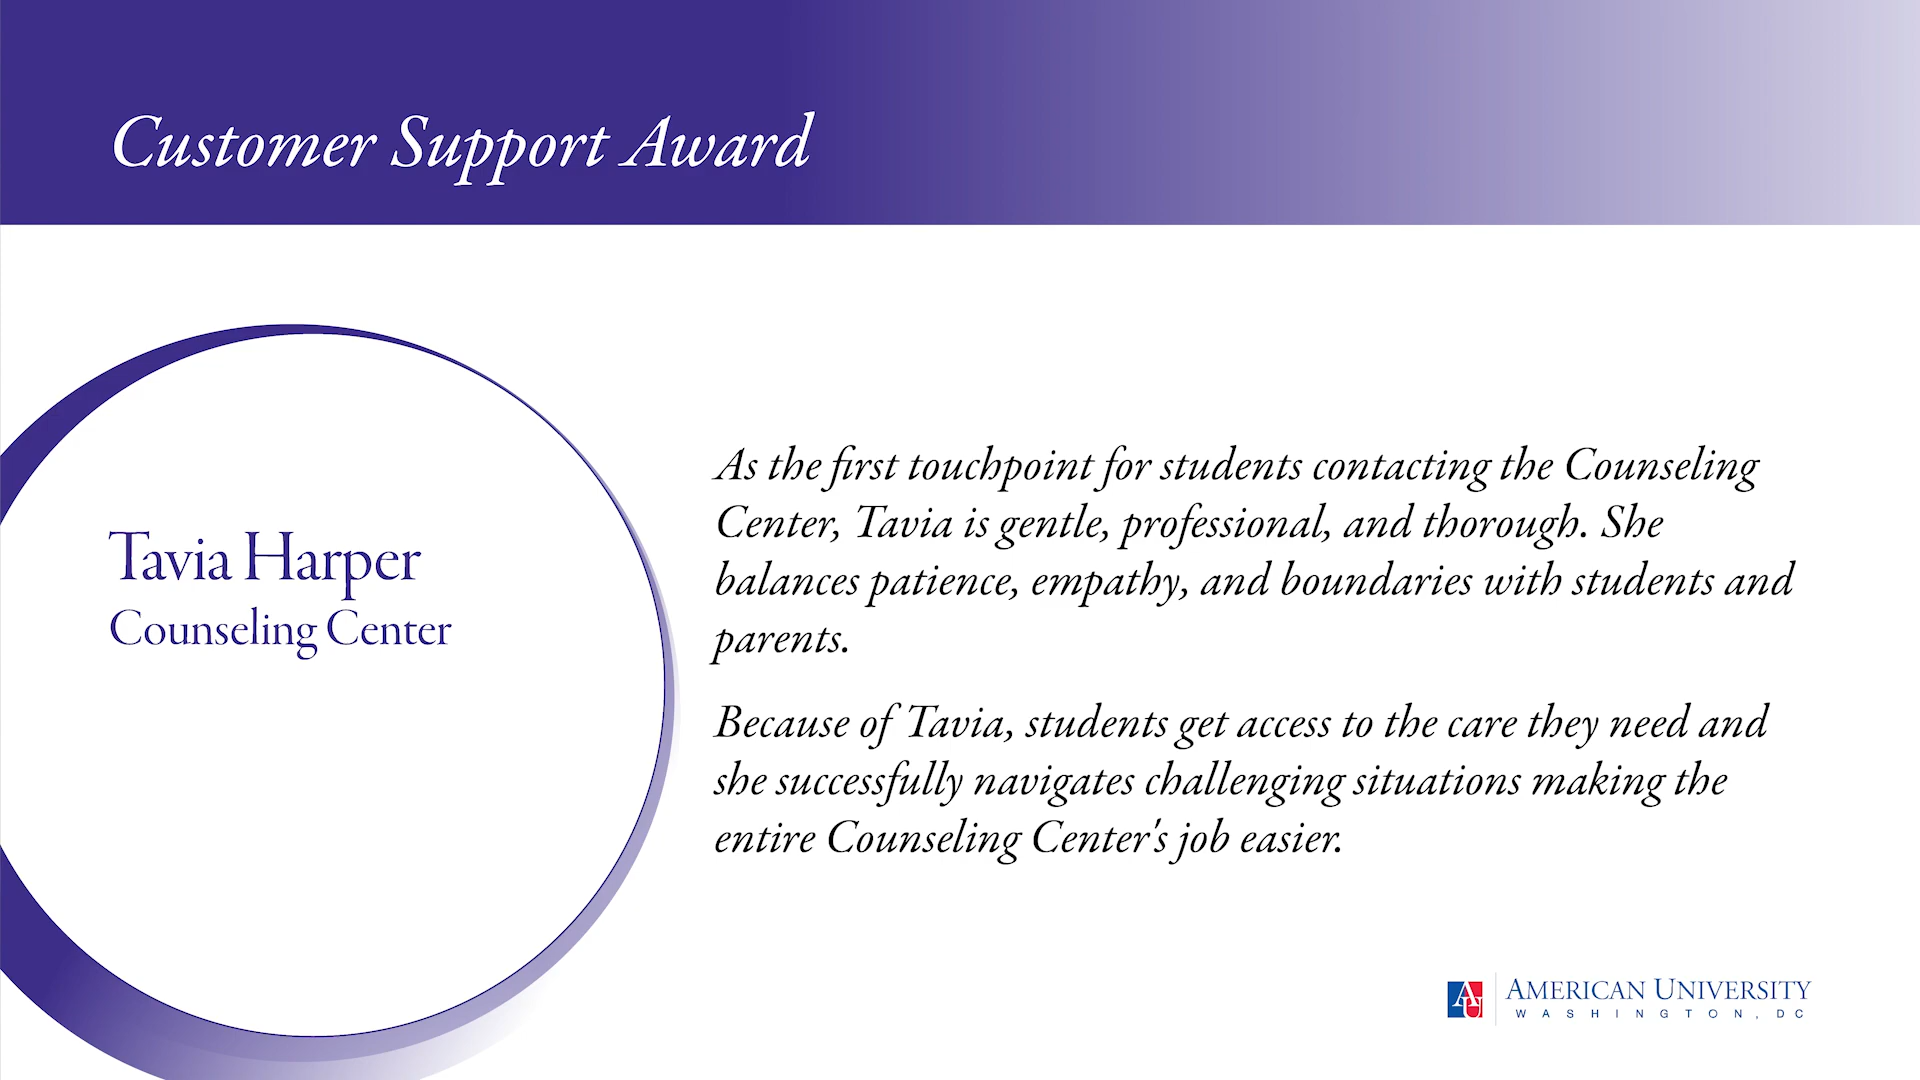 Customer Support Award
Tavia Harper
Counseling Center
As the first touchpoint for students contacting the Counseling
Center, Tavia is gentle, professional, and thorough. She
balances patience, empathy, and boundaries with students and
parents.
Because of Tavia, students get access to the care they need and
she successfully navigates challenging situations making the
entire Counseling Center's job easier.
AU
AMERICAN UNIVERSITY
WASHINGTON, DC